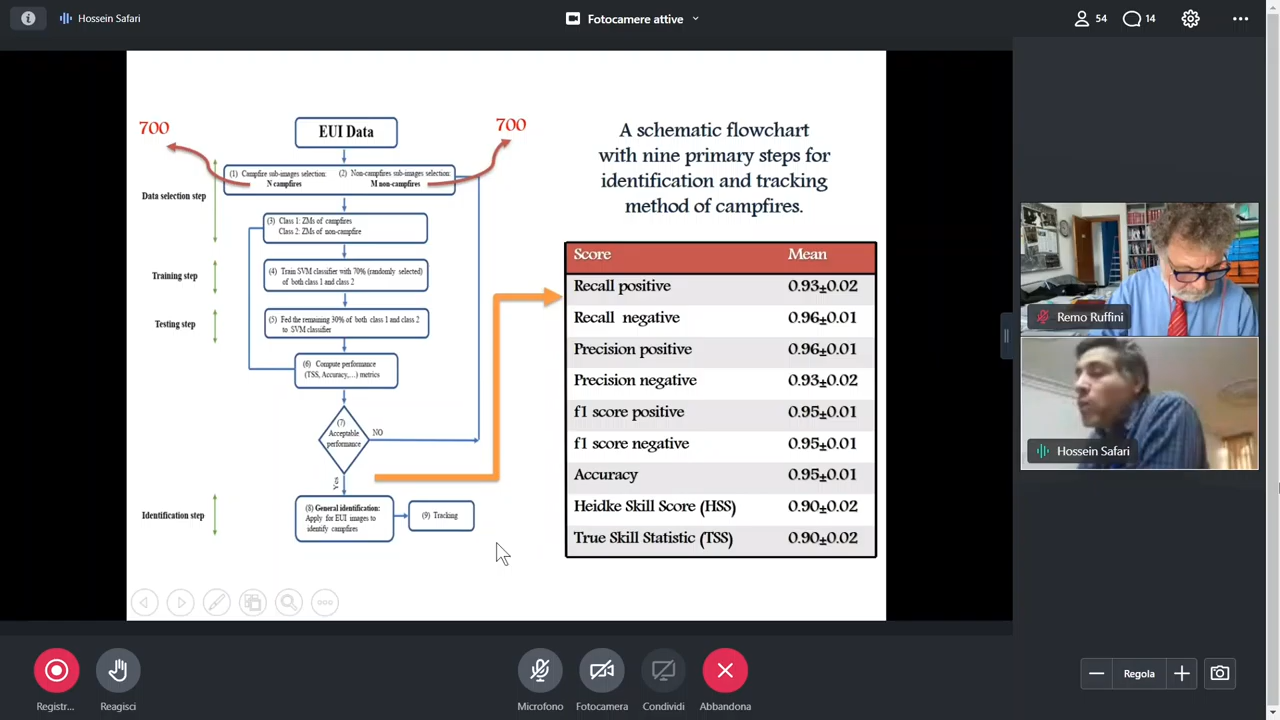 Hossein Safari
Fotocamere attive
54
14
700
700
EUI Data
(1) Campfire sub-images selection:
N campfires
(2) Non-campfires sub-images selection:
M non-campfires
Data selection step
(3) Class 1: ZMs of campfires
Class 2: ZMs of non-campfire
Training step
(4) Train SVM classifier with 70% (randomly selected)
of both class 1 and class 2
Testing step
(5) Fed the remaining 30% of both class 1 and class 2
to SVM classifier
(6) Compute performance
(TSS, Accuracy,...) metrics
(7)
Acceptable
performance
NO
Yes
Identification step
(8) General identification:
Apply for EUI images to
identify campfires
(9) Tracking
A schematic flowchart
with nine primary steps for
identification and tracking
method of campfires.
Score Mean
Recall positive 0.93±0.02
Recall negative 0.96±0.01
Precision positive 0.96±0.01
Precision negative 0.93±0.02
f1 score positive 0.95±0.01
f1 score negative 0.95±0.01
Accuracy 0.95±0.01
Heidke Skill Score (HSS) 0.90±0.02
True Skill Statistic (TSS) 0.90±0.02
Remo Ruffini
Hossein Safari
Registr...
Reagisci
Microfono
Fotocamera
Condividi
Abbandona
Regola